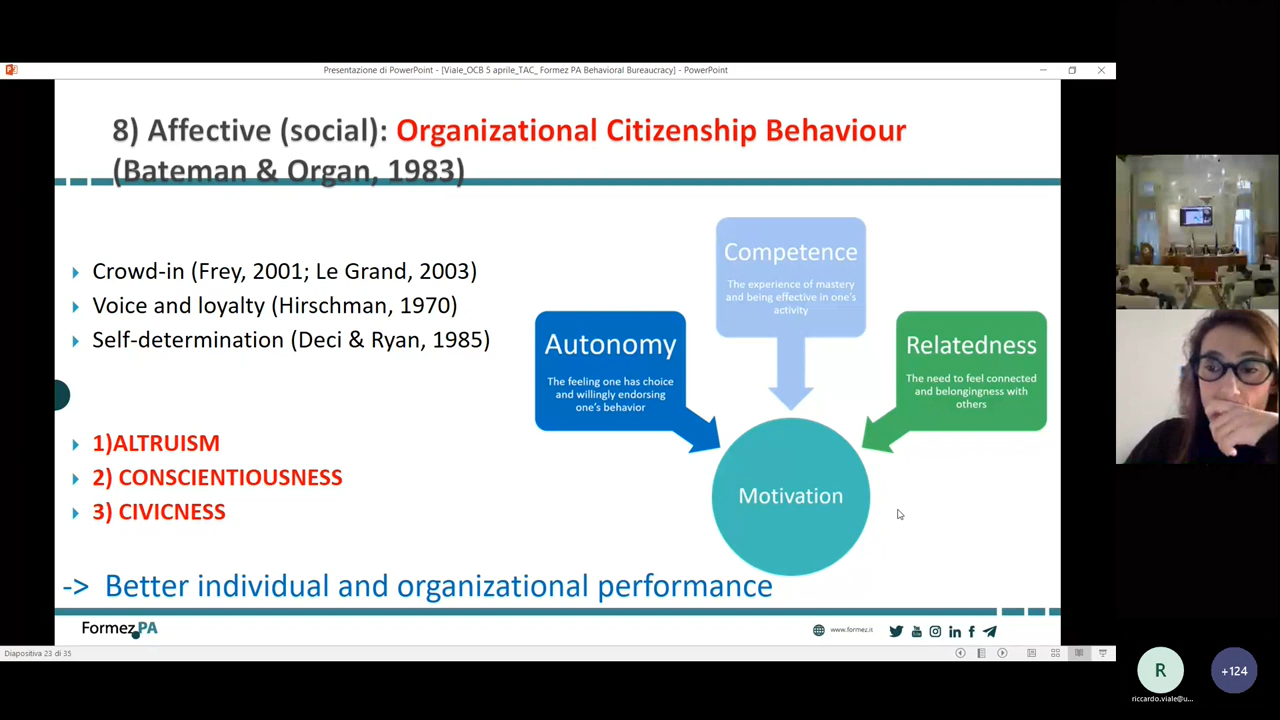 Presentazione di PowerPoint - [Viale_OCB 5 aprile_TAC_ Formez PA Behavioral Bureaucracy] - PowerPoint
8) Affective (social): Organizational Citizenship Behaviour
(Bateman & Organ, 1983)
Crowd-in (Frey, 2001; Le Grand, 2003)
Voice and loyalty (Hirschman, 1970)
Self-determination (Deci & Ryan, 1985)
1)ALTRUISM
2) CONSCIENTIOUSNESS
3) CIVICNESS
Competence
The experience of mastery
and being effective in one's
activity
Autonomy
The feeling one has choice
and willingly endorsing
one's behavior
Relatedness
The need to feel connected
and belongingness with
others
Motivation
-> Better individual and organizational performance
Formez PA
www.formez.it
Diapositiva 23 di 35
R
+124
riccardo.viale@u...